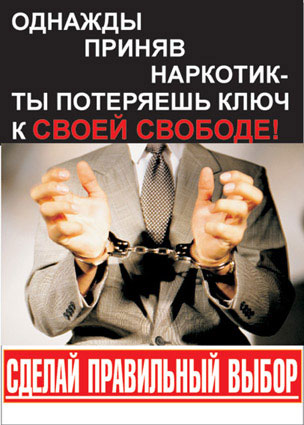 ОДНАЖДЫ
ПРИНЯВ
НАРКОТИК-
ТЫ ПОТЕРЯЕШЬ КЛЮЧ
К СВОЕЙ СВОБОДЕ!
СДЕЛАЙ ПРАВИЛЬНЫЙ ВЫБОР